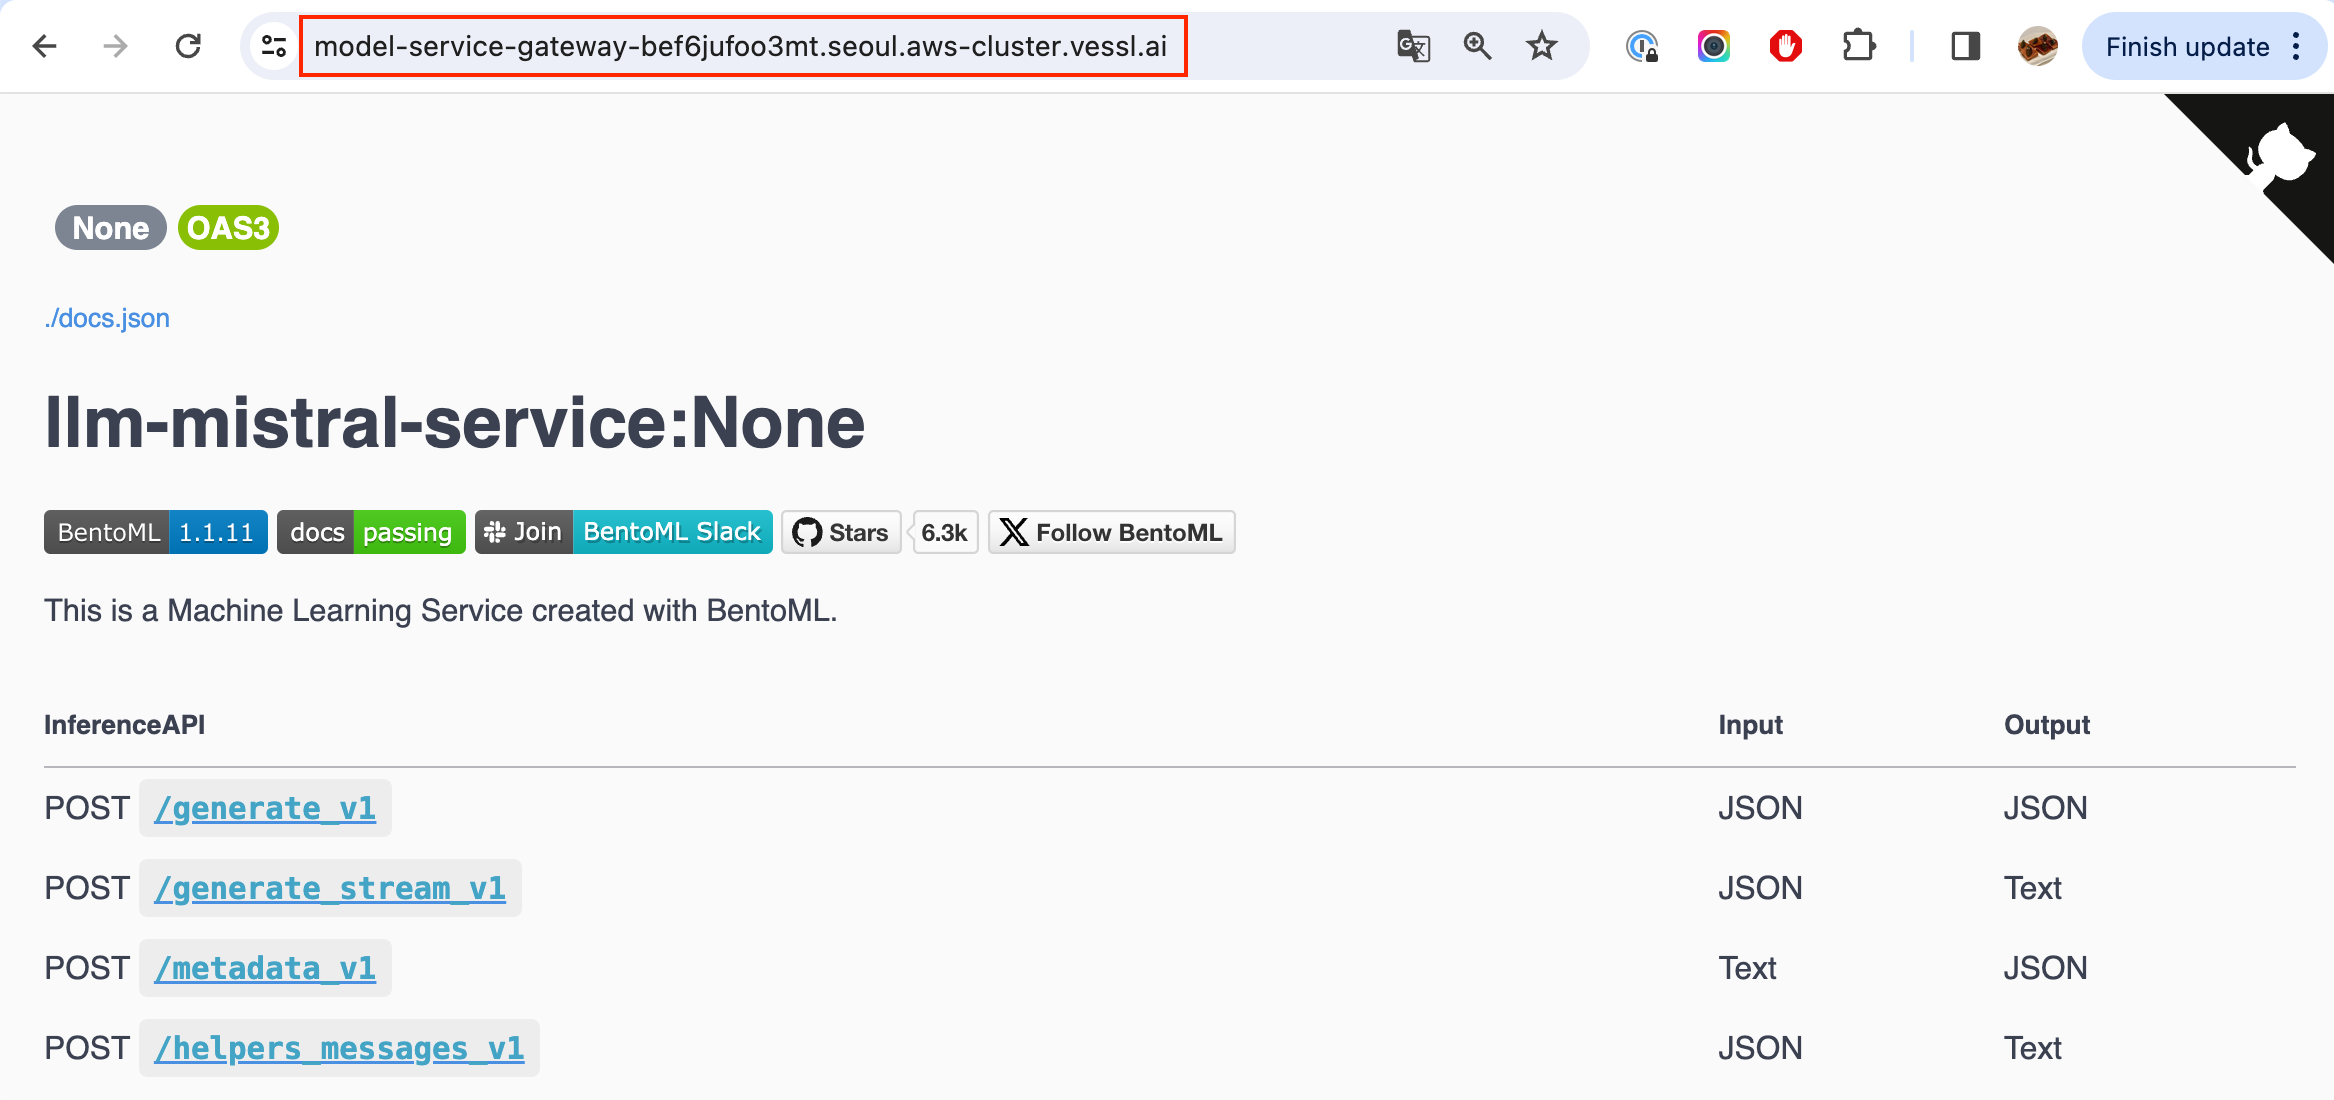 model-service-gateway-bef6jufoo3mt.seoul.aws-cluster.vessl.ai Finish update
None OAS3
./docs.json
llm-mistral-service:None
BentoML 1.1.11 docs passing Join BentoML Slack Stars 6.3k Follow BentoML
This is a Machine Learning Service created with BentoML.
InferenceAPI Input Output
POST /generate_v1 JSON JSON
POST /generate_stream_v1 JSON Text
POST /metadata_v1 Text JSON
POST /helpers_messages_v1 JSON Text